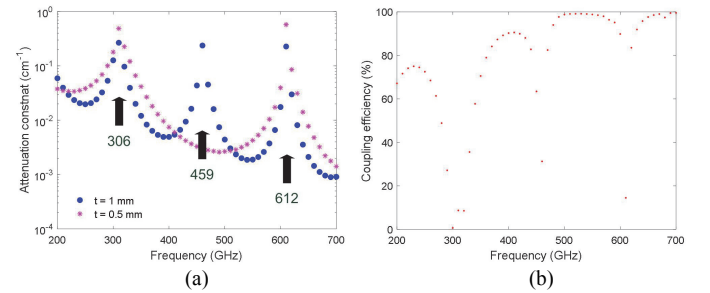 10^0
10^-1
10^-2
10^-3
10^-4
Attenuation constnat (cm^-1)
306
459
612
t = 1 mm
t = 0.5 mm
200 300 400 500 600 700
Frequency (GHz)
(a)
100
80
60
40
20
0
Coupling efficiency (%)
200 300 400 500 600 700
Frequency (GHz)
(b)